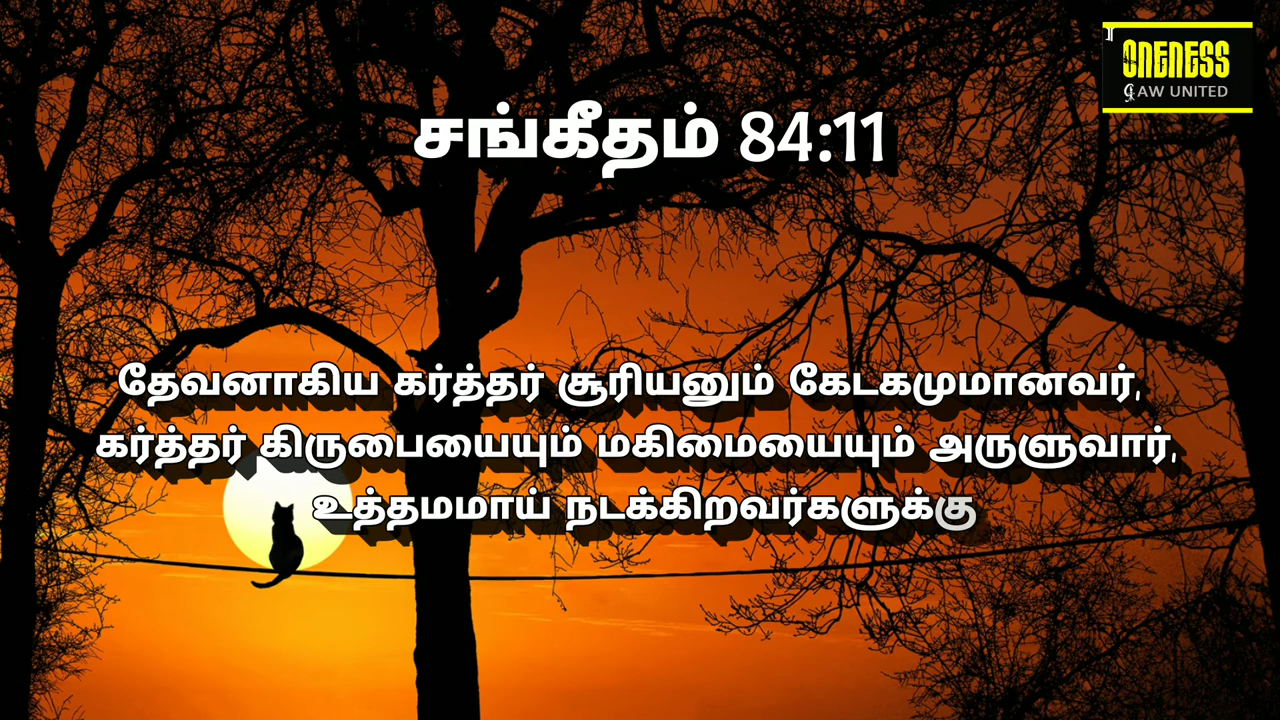 ONENESS
LAW UNITED
சங்கீதம் 84:11
தேவனாகிய கர்த்தர் சூரியனும் கேடகமுமானவர்,
கர்த்தர் கிருபையையும் மகிமையையும் அருளுவார்,
உத்தமமாய் நடக்கிறவர்களுக்கு